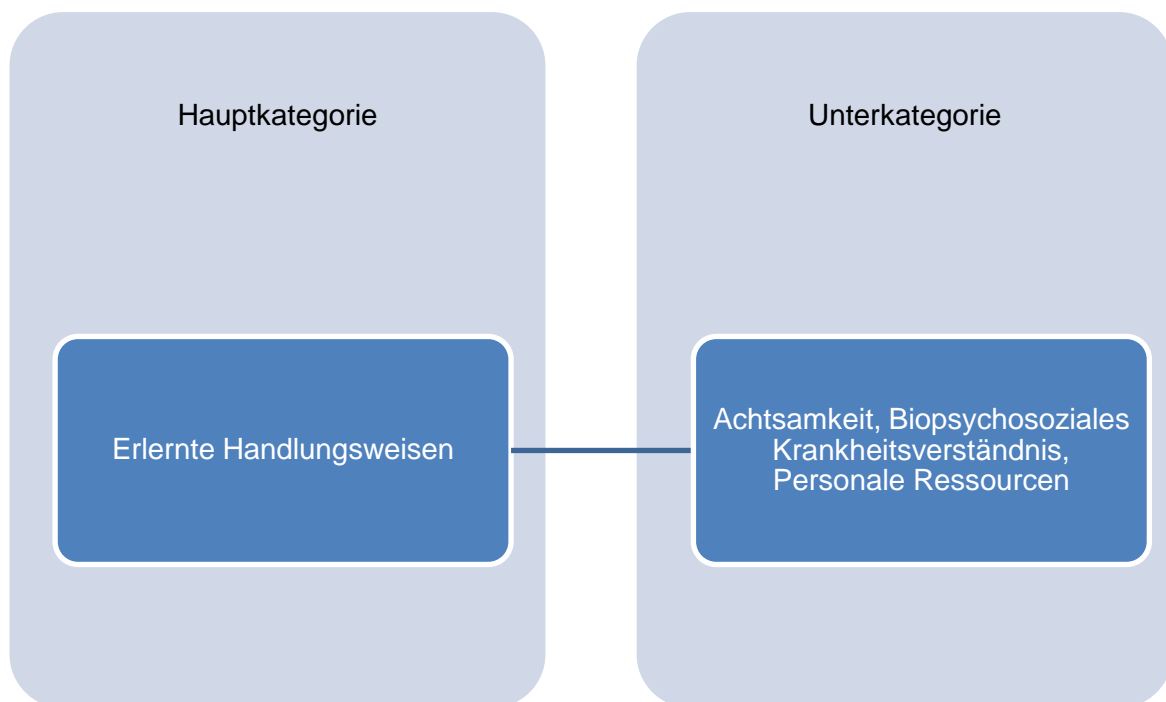 Hauptkategorie
Unterkategorie
Erlernte Handlungsweisen
Achtsamkeit, Biopsychosoziales
Krankheitsverständnis,
Personale Ressourcen